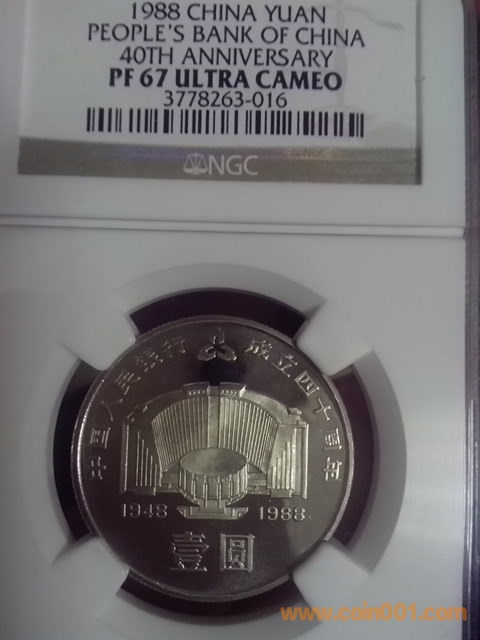 1988 CHINA YUAN
PEOPLE'S BANK OF CHINA
40TH ANNIVERSARY
PF 67 ULTRA CAMEO
3778263-016
NGC
NGC
中国人民银行 成立四十周年
1948 1988
壹圆
www.coin001.com